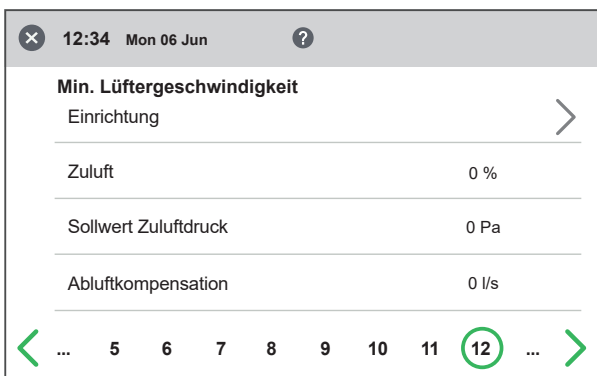 12:34 Mon 06 Jun ?
Min. Lüftergeschwindigkeit
Einrichtung
Zuluft 0 %
Sollwert Zuluftdruck 0 Pa
Abluftkompensation 0 l/s
... 5 6 7 8 9 10 11 12 ...